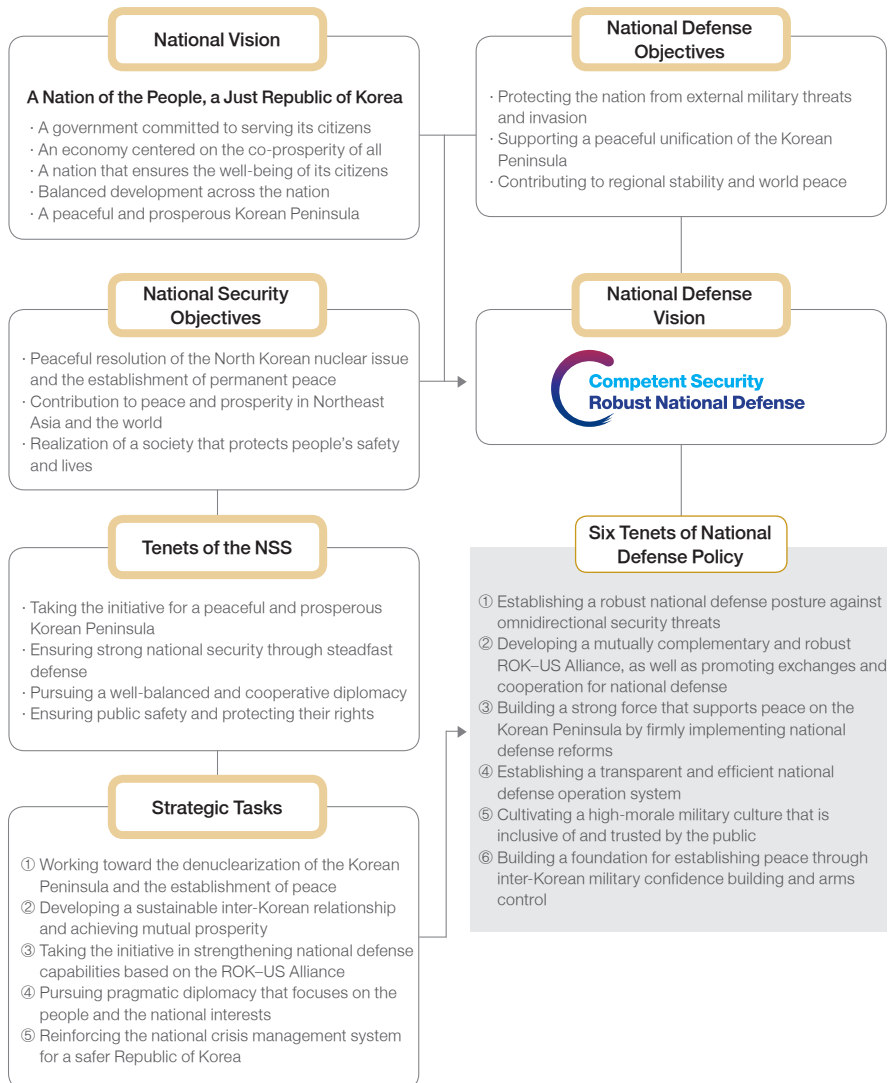 National Vision
A Nation of the People, a Just Republic of Korea
· A government committed to serving its citizens
· An economy centered on the co-prosperity of all
· A nation that ensures the well-being of its citizens
· Balanced development across the nation
· A peaceful and prosperous Korean Peninsula
National Defense
Objectives
· Protecting the nation from external military threats
and invasion
· Supporting a peaceful unification of the Korean
Peninsula
· Contributing to regional stability and world peace
National Security
Objectives
· Peaceful resolution of the North Korean nuclear issue
and the establishment of permanent peace
· Contribution to peace and prosperity in Northeast
Asia and the world
· Realization of a society that protects people's safety
and lives
National Defense
Vision
Competent Security
Robust National Defense
Tenets of the NSS
· Taking the initiative for a peaceful and prosperous
Korean Peninsula
· Ensuring strong national security through steadfast
defense
· Pursuing a well-balanced and cooperative diplomacy
· Ensuring public safety and protecting their rights
Strategic Tasks
① Working toward the denuclearization of the Korean
Peninsula and the establishment of peace
② Developing a sustainable inter-Korean relationship
and achieving mutual prosperity
③ Taking the initiative in strengthening national defense
capabilities based on the ROK–US Alliance
④ Pursuing pragmatic diplomacy that focuses on the
people and the national interests
⑤ Reinforcing the national crisis management system
for a safer Republic of Korea
Six Tenets of National
Defense Policy
① Establishing a robust national defense posture against
omnidirectional security threats
② Developing a mutually complementary and robust
ROK–US Alliance, as well as promoting exchanges and
cooperation for national defense
③ Building a strong force that supports peace on the
Korean Peninsula by firmly implementing national
defense reforms
④ Establishing a transparent and efficient national
defense operation system
⑤ Cultivating a high-morale military culture that is
inclusive of and trusted by the public
⑥ Building a foundation for establishing peace through
inter-Korean military confidence building and arms
control